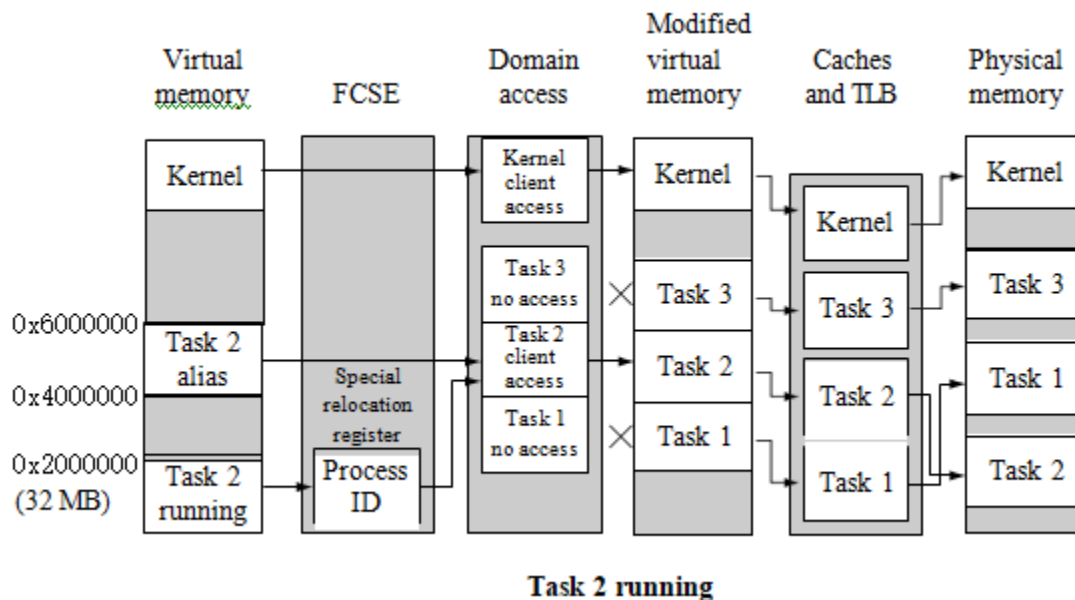 Virtual
memory
FCSE
Domain
access
Modified
virtual
memory
Caches
and TLB
Physical
memory
Kernel
0x6000000
Task 2
alias
0x4000000
0x2000000
(32 MB)
Task 2
running
Special
relocation
register
Process
ID
Kernel
client
access
Task 3
no access
Task 2
client
access
Task 1
no access
Kernel
Task 3
Task 2
Task 1
Kernel
Task 3
Task 2
Task 1
Kernel
Task 3
Task 1
Task 2
Task 2 running